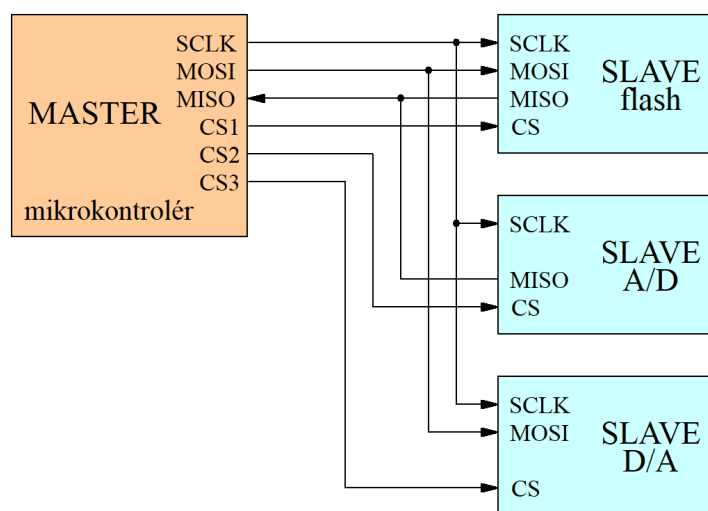 SCLK
MOSI
MISO
CS1
CS2
CS3
MASTER
mikrokontrolér
SCLK
MOSI
MISO
CS
SLAVE
flash
SCLK
MISO
CS
SLAVE
A/D
SCLK
MOSI
CS
SLAVE
D/A